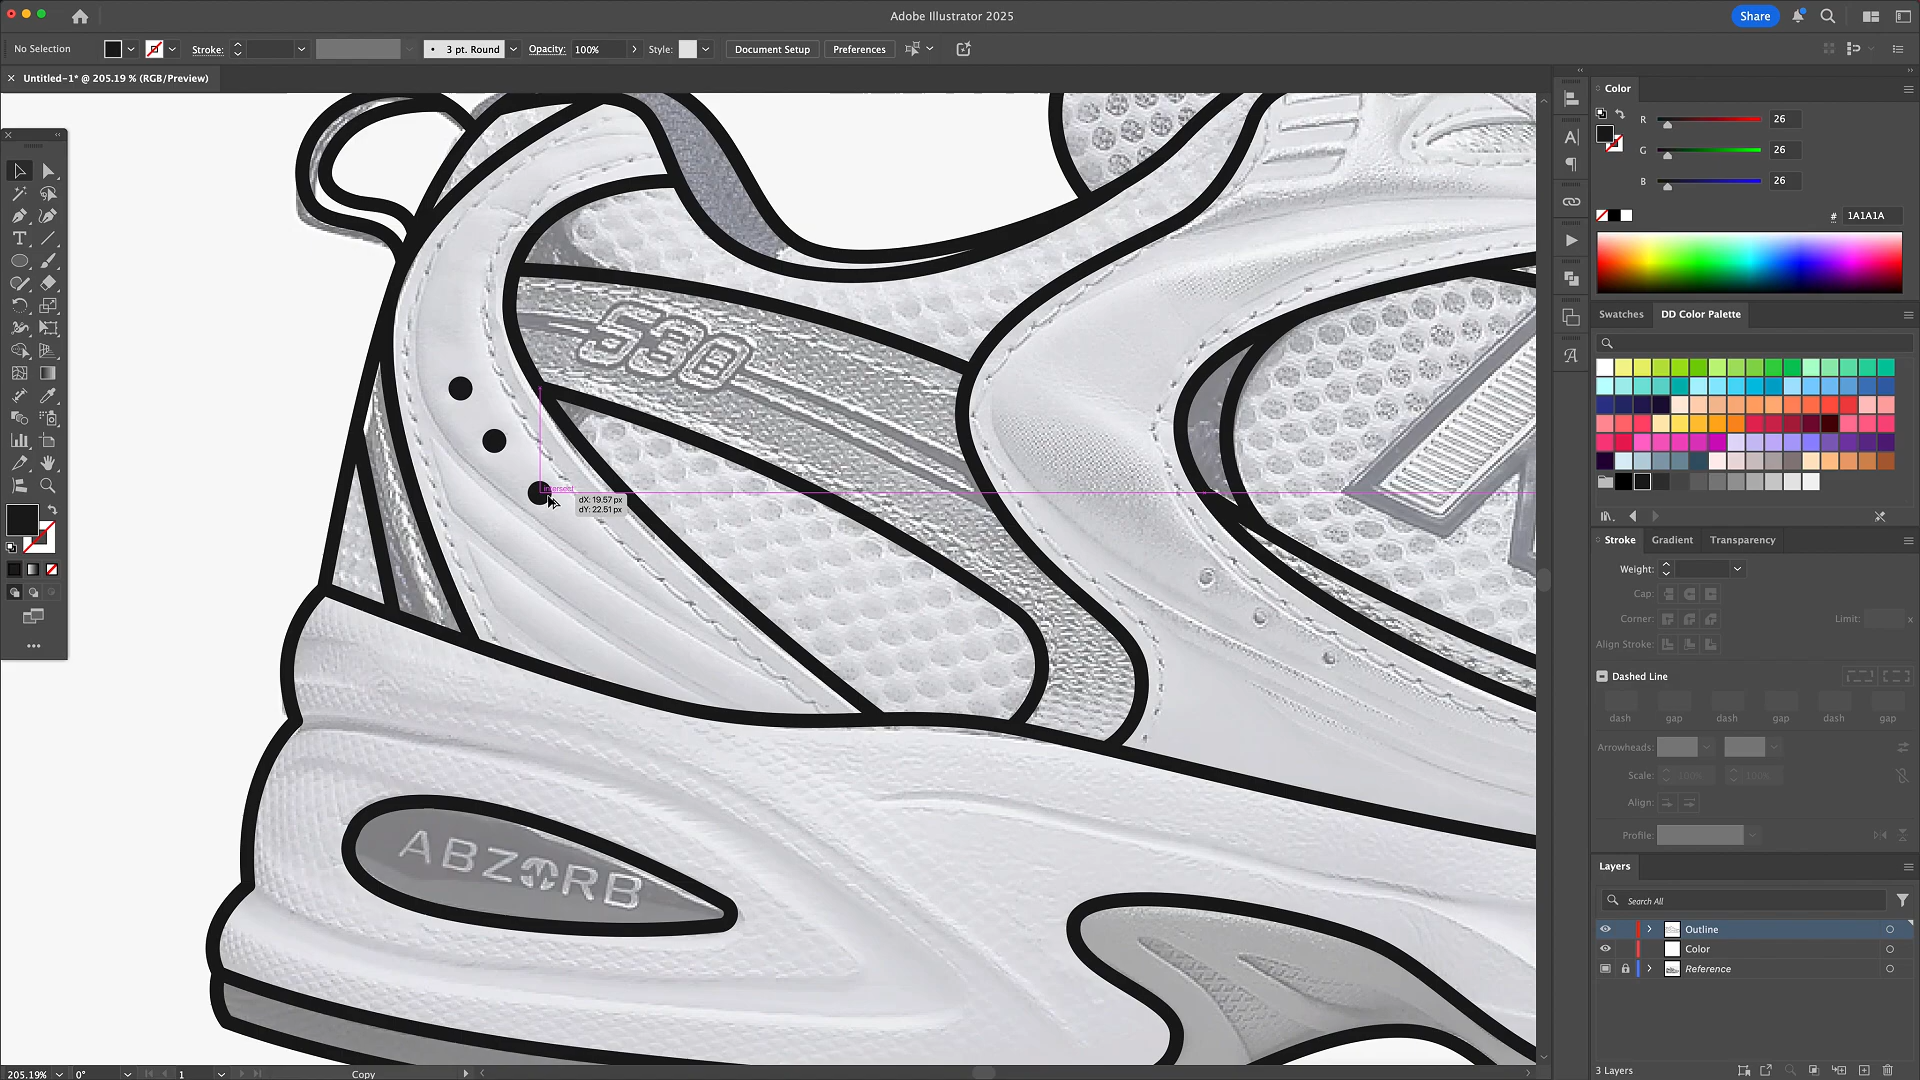 Adobe Illustrator 2025
Share
No Selection
Stroke:
3 pt. Round
Opacity:
100%
Style:
Document Setup
Preferences
Untitled-1* @ 205.19 % (RGB/Preview)
Color
R
26
G
26
B
26
#
1A1A1A
Swatches
DD Color Palette
530
intersect
dX: 19.57 px
dY: 22.51 px
Stroke
Gradient
Transparency
Weight:
Cap:
Corner:
Limit:
x
Align Stroke:
Dashed Line
dash
gap
dash
gap
dash
gap
Arrowheads:
Scale:
100%
100%
Align:
Profile:
ABZORB
Layers
Search All
Outline
Color
Reference
3 Layers
205.19%
0°
1
Copy